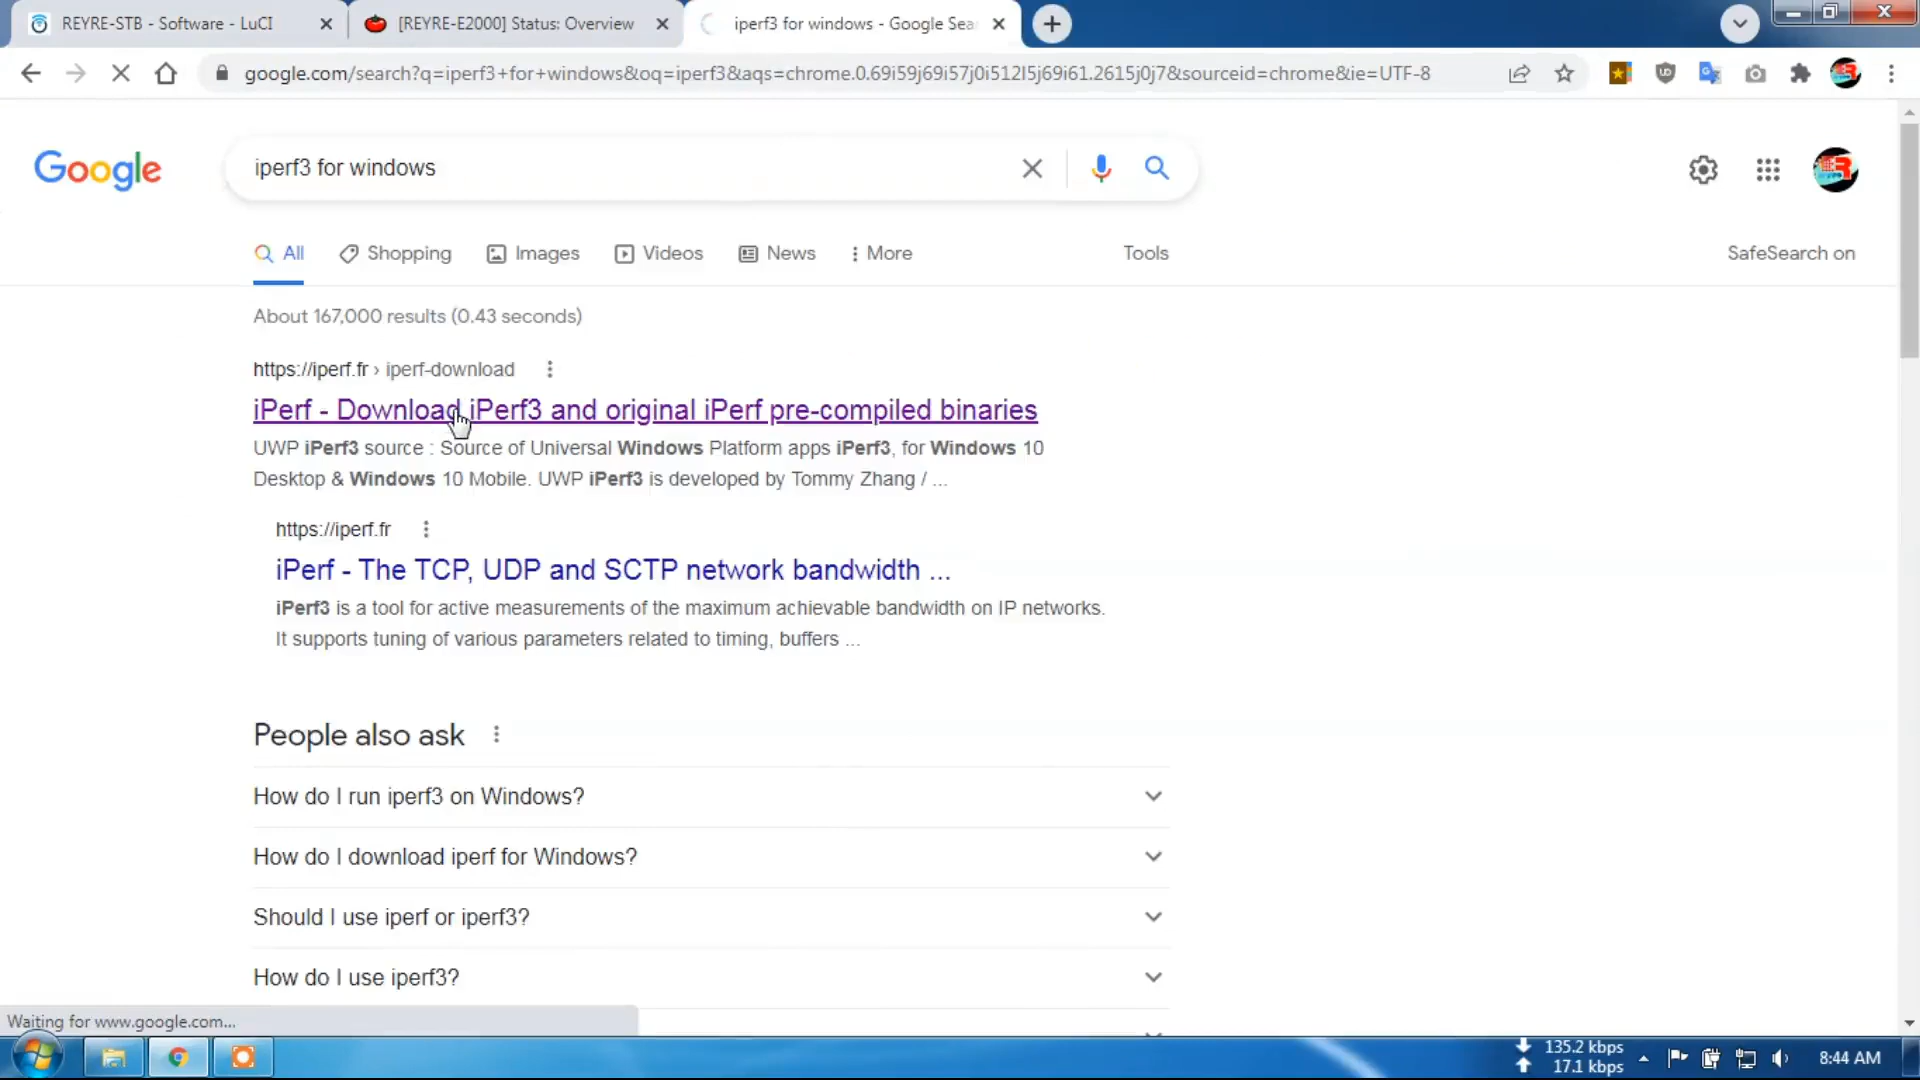 REYRE-STB - Software - LuCI
[REYRE-E2000] Status: Overview
iperf3 for windows - Google Sea
google.com/search?q=iperf3+for+windows&oq=iperf3&aqs=chrome.0.69i59j69i57j0i512l5j69i61.2615j0j7&sourceid=chrome&ie=UTF-8
Google
iperf3 for windows
All
Shopping
Images
Videos
News
More
Tools
SafeSearch on
About 167,000 results (0.43 seconds)
https://iperf.fr › iperf-download
iPerf - Download iPerf3 and original iPerf pre-compiled binaries
UWP iPerf3 source : Source of Universal Windows Platform apps iPerf3, for Windows 10
Desktop & Windows 10 Mobile. UWP iPerf3 is developed by Tommy Zhang / ...
https://iperf.fr
iPerf - The TCP, UDP and SCTP network bandwidth ...
iPerf3 is a tool for active measurements of the maximum achievable bandwidth on IP networks.
It supports tuning of various parameters related to timing, buffers ...
People also ask
How do I run iperf3 on Windows?
How do I download iperf for Windows?
Should I use iperf or iperf3?
How do I use iperf3?
Waiting for www.google.com...
135.2 kbps
17.1 kbps
8:44 AM